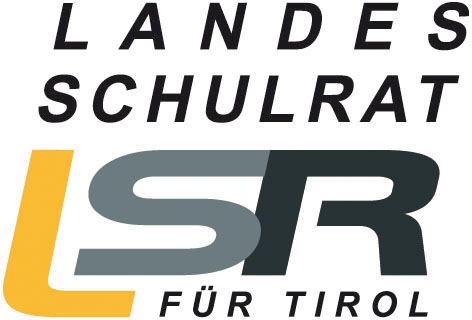 LANDES
SCHULRAT
LSR
FÜR TIROL